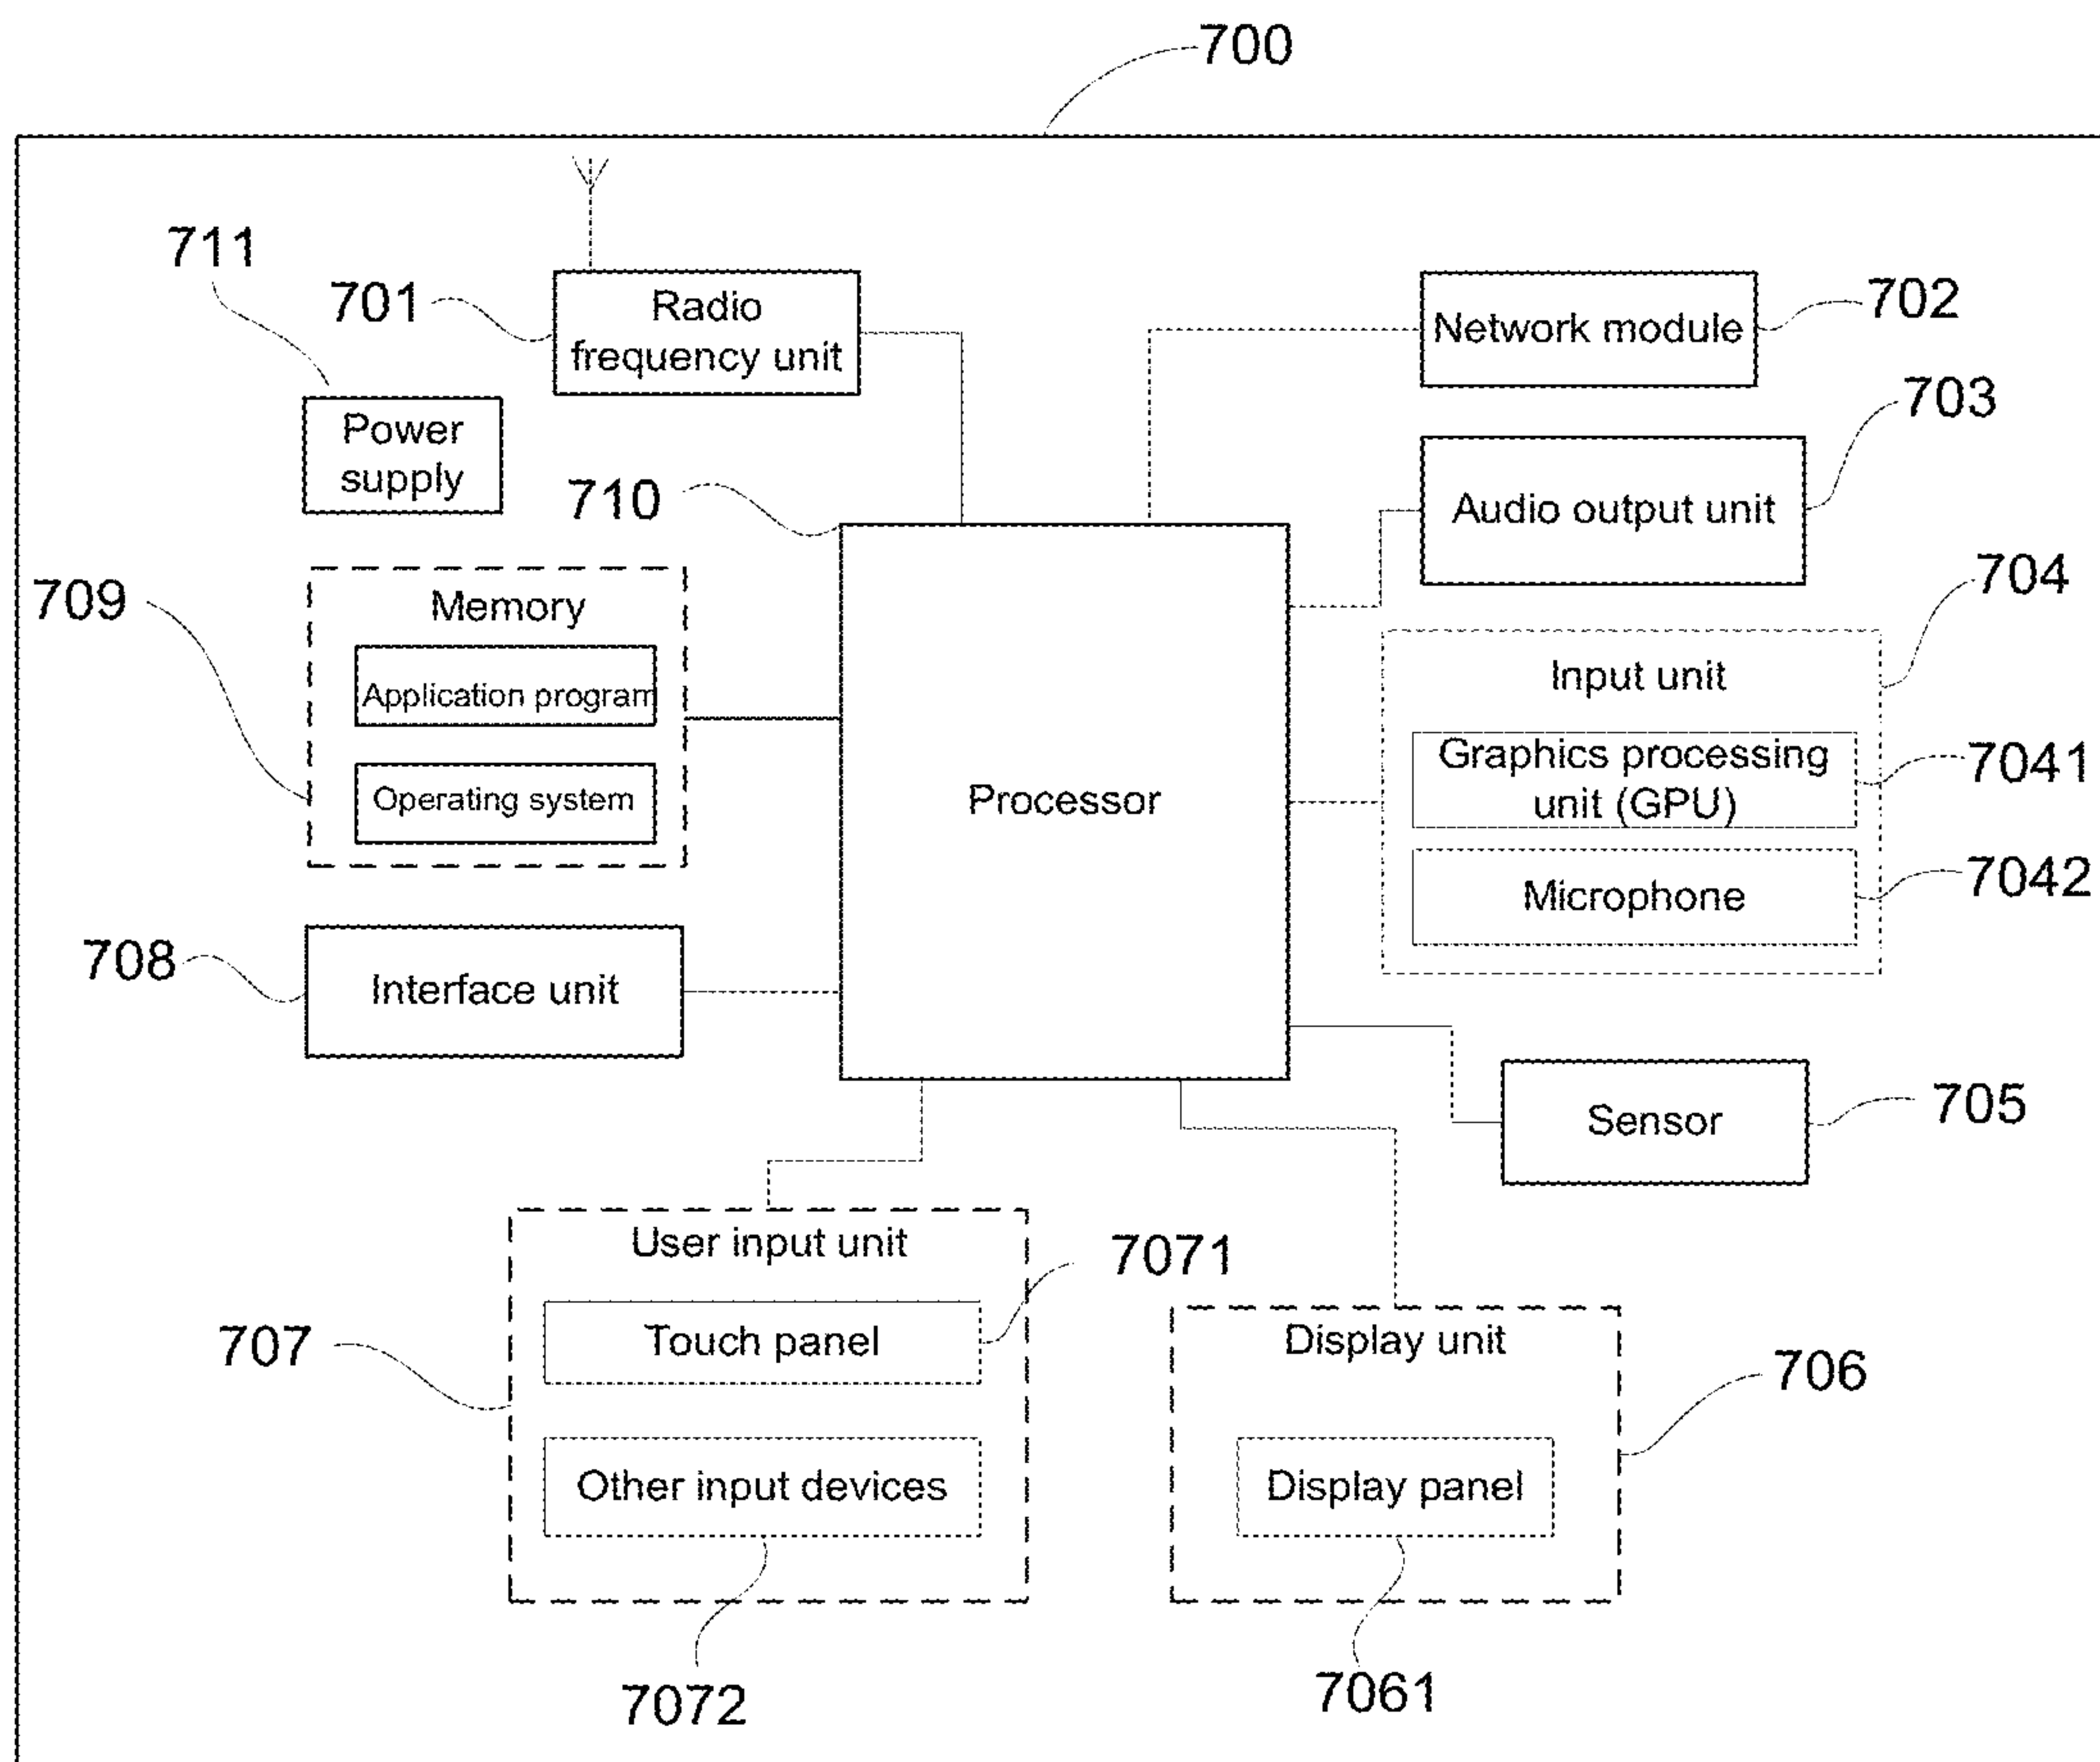 700
711
701
Radio
frequency unit
Network module
702
703
Power
supply
710
Audio output unit
704
709
Memory
Application program
Operating system
Processor
Input unit
Graphics processing
unit (GPU)
7041
Microphone
7042
708
Interface unit
Sensor
705
User input unit
7071
707
Touch panel
Other input devices
7072
Display unit
706
Display panel
7061